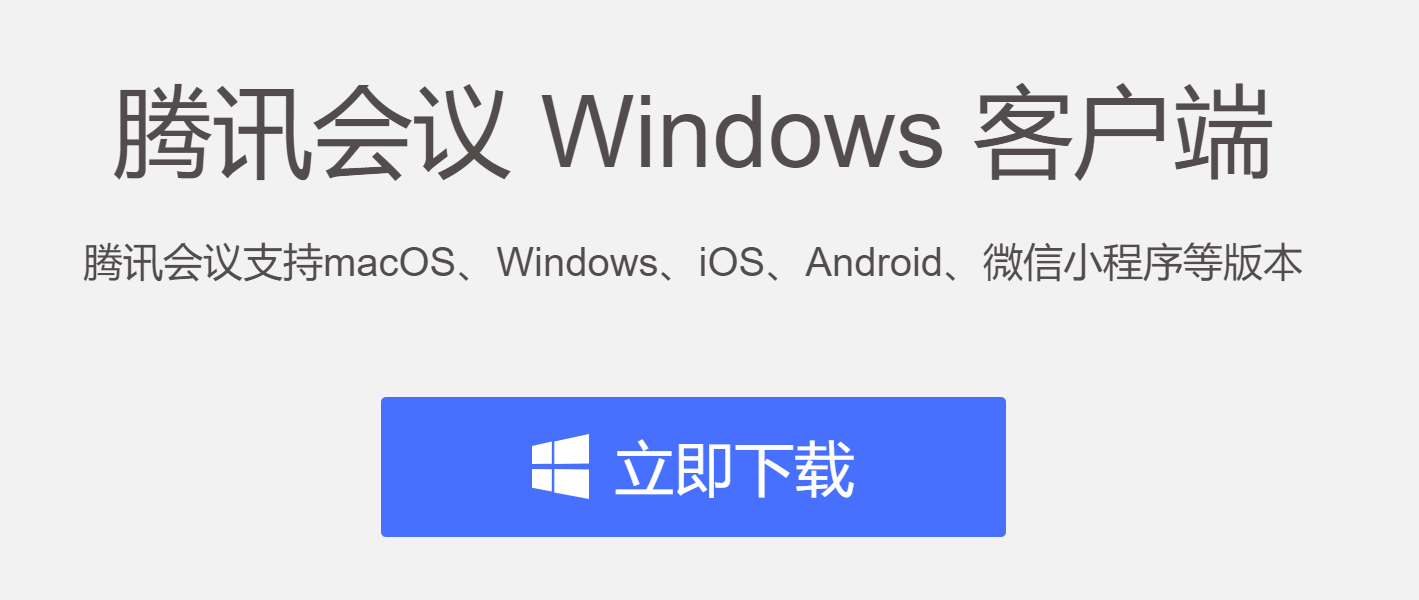 腾讯会议 Windows 客户端
腾讯会议支持macOS、Windows、iOS、Android、微信小程序等版本
立即下载